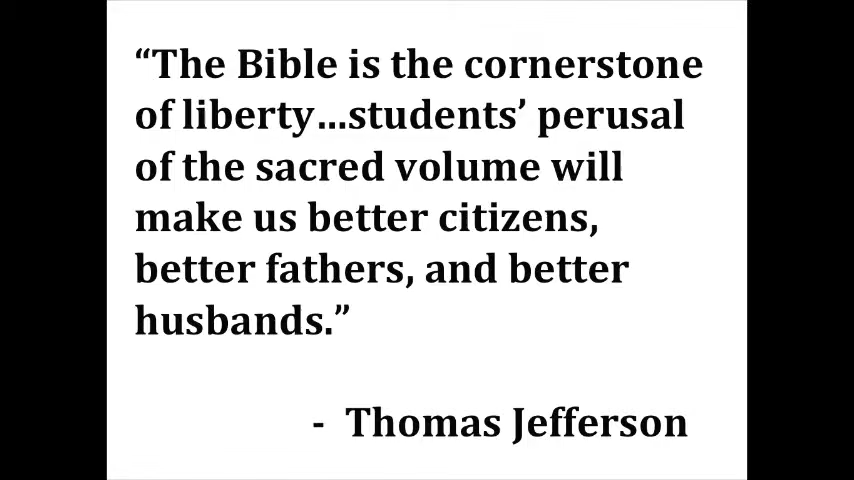 “The Bible is the cornerstone
of liberty...students’ perusal
of the sacred volume will
make us better citizens,
better fathers, and better
husbands.”
- Thomas Jefferson